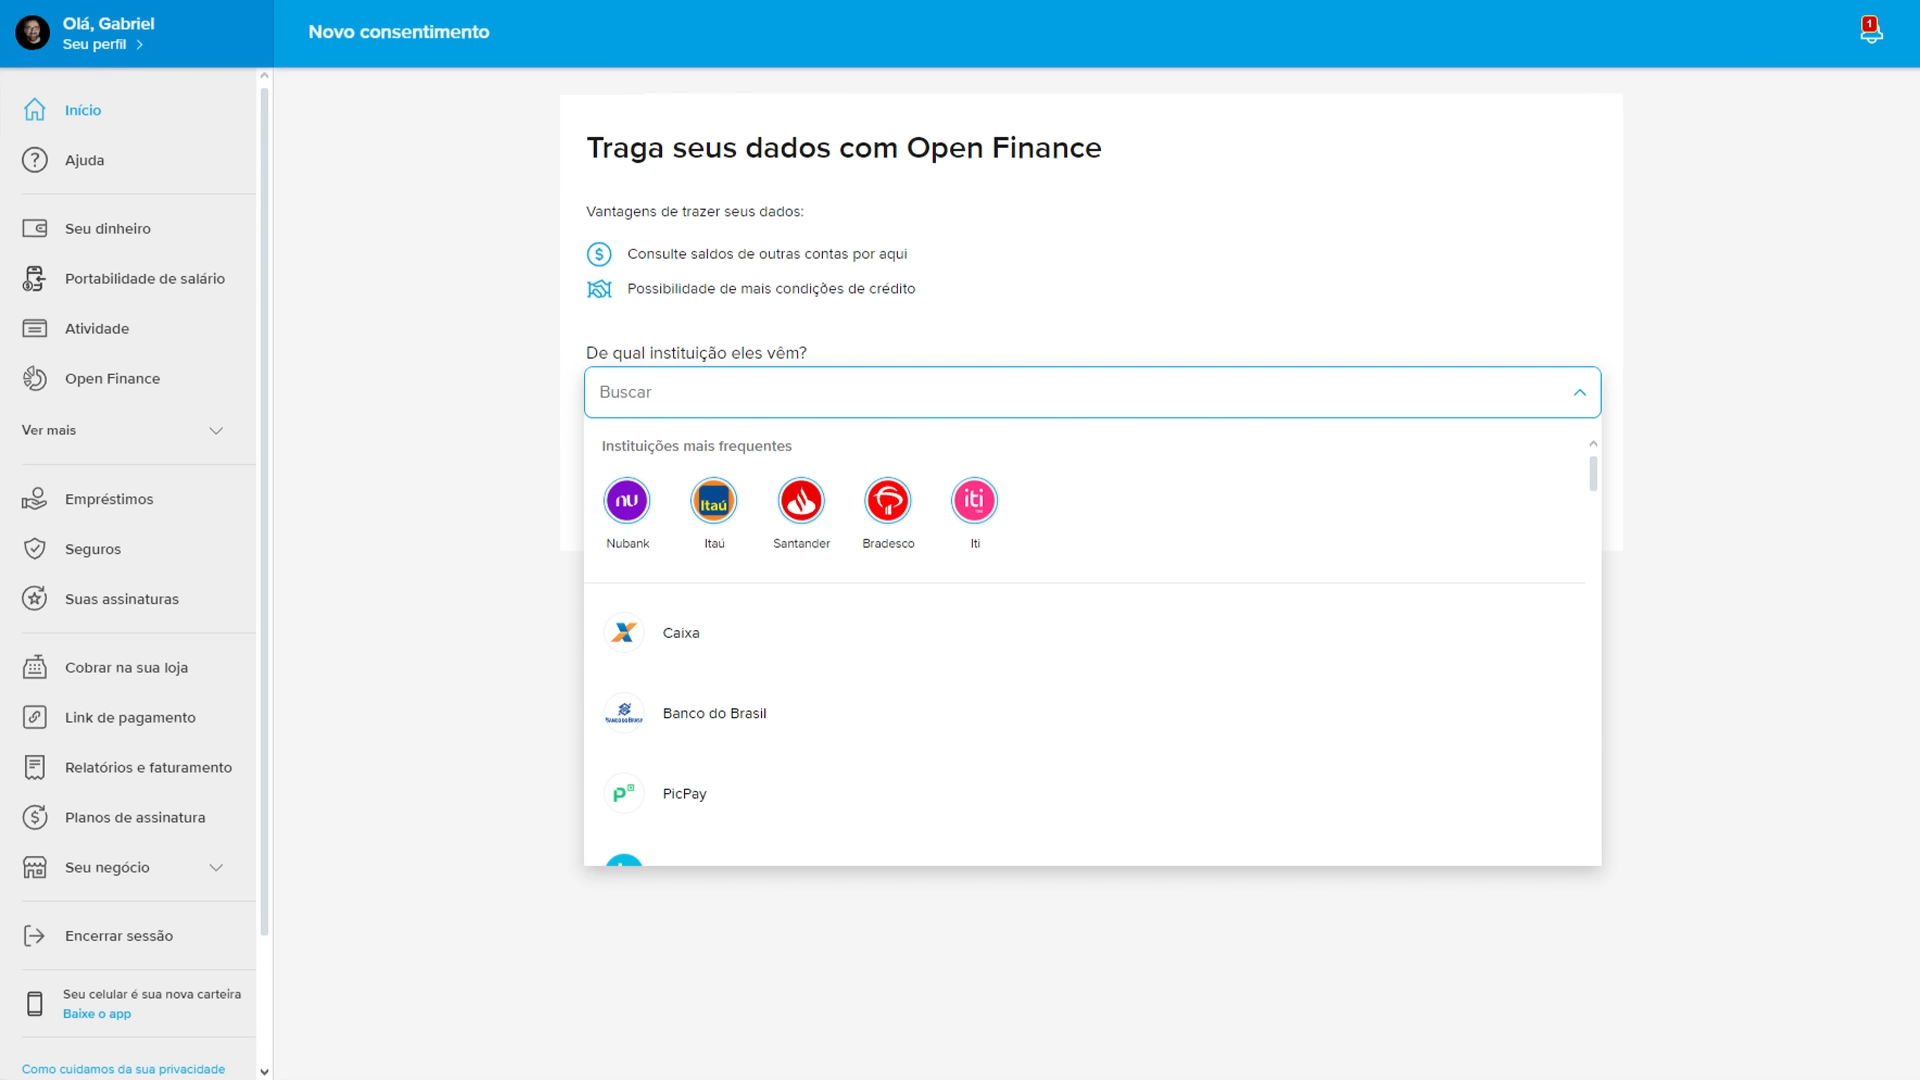 Olá, Gabriel
Seu perfil
Novo consentimento
1
Início
Ajuda
Seu dinheiro
Portabilidade de salário
Atividade
Open Finance
Ver mais
Empréstimos
Seguros
Suas assinaturas
Cobrar na sua loja
Link de pagamento
Relatórios e faturamento
Planos de assinatura
Seu negócio
Encerrar sessão
Seu celular é sua nova carteira
Baixe o app
Como cuidamos da sua privacidade
Traga seus dados com Open Finance
Vantagens de trazer seus dados:
Consulte saldos de outras contas por aqui
Possibilidade de mais condições de crédito
De qual instituição eles vêm?
Buscar
Instituições mais frequentes
nu
Itaú
iti
Nubank
Itaú
Santander
Bradesco
Iti
Caixa
BANCO DO BRASIL
Banco do Brasil
PicPay